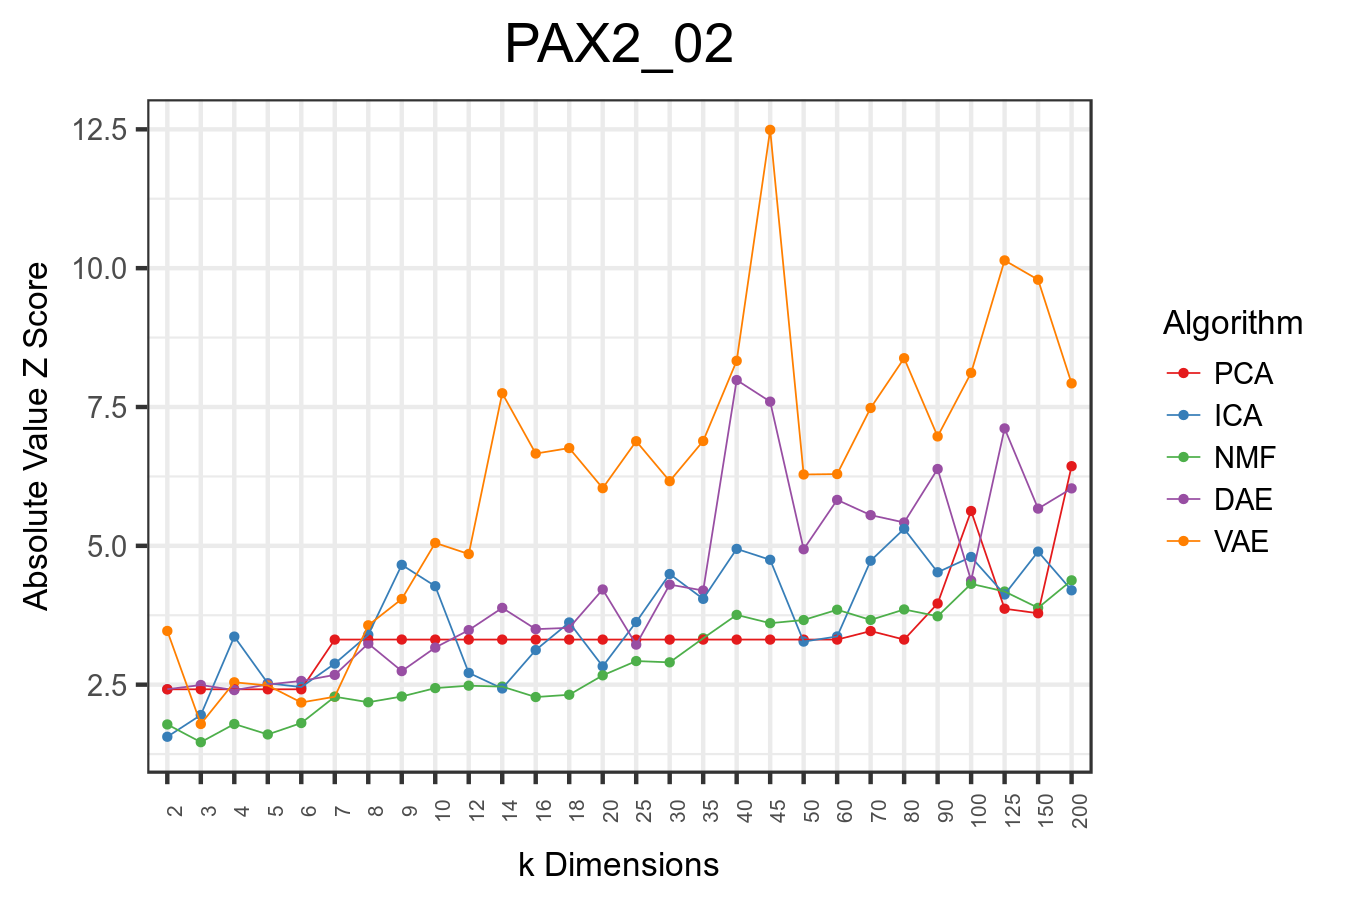 PAX2_02
Absolute Value Z Score
12.5
10.0
7.5
5.0
2.5
2 3 4 5 6 7 8 9 10 12 14 16 18 20 25 30 35 40 45 50 60 70 80 90 100 125 150 200
k Dimensions
Algorithm
PCA
ICA
NMF
DAE
VAE